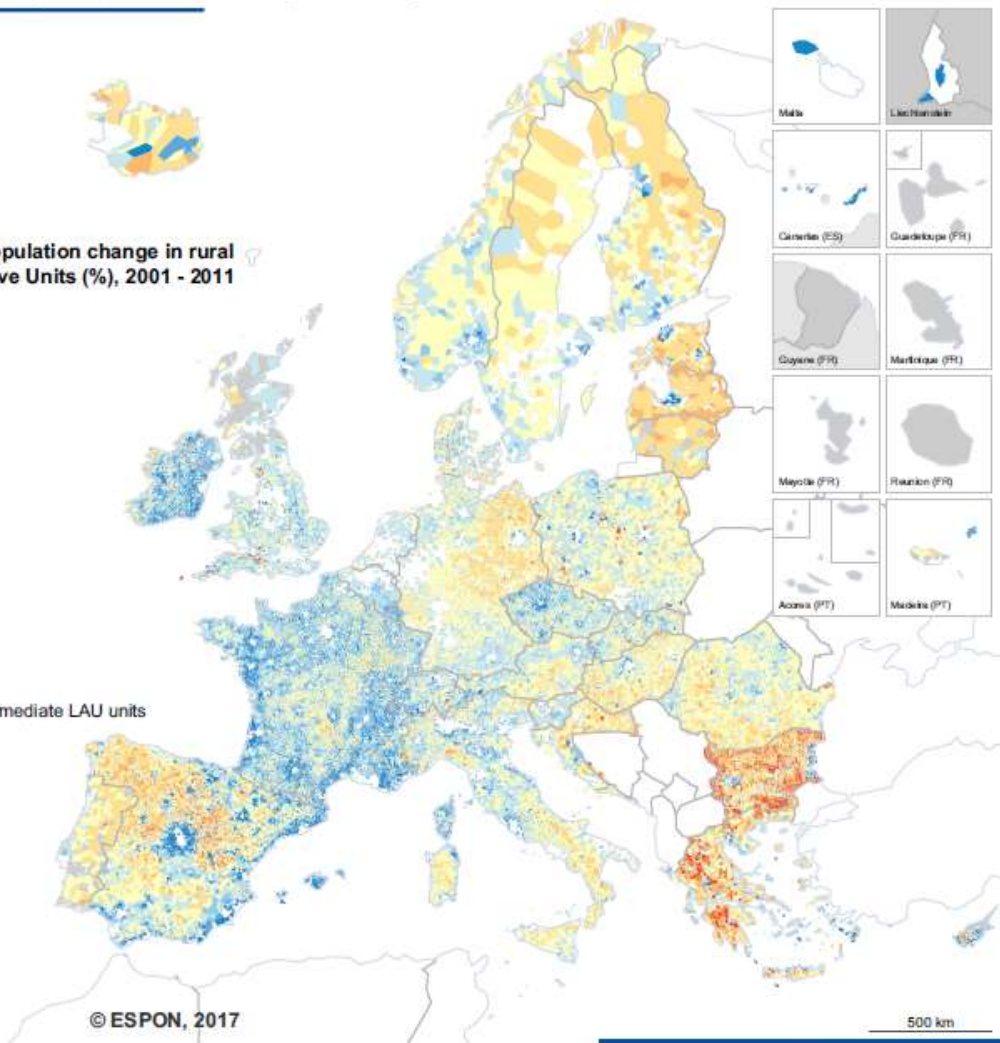 Malta
Liechtenstein
opulation change in rural
ve Units (%), 2001 - 2011
Canarias (ES)
Guadeloupe (FR)
Guyane (FR)
Martinique (FR)
Mayotte (FR)
Reunion (FR)
Acores (PT)
Madeira (PT)
mediate LAU units
© ESPON, 2017
500 km